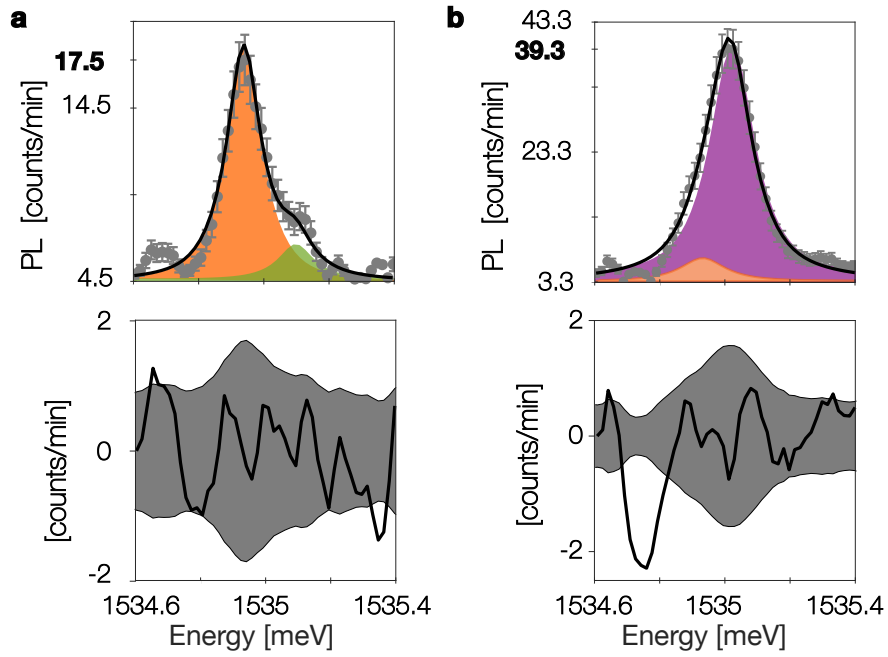 a
17.5
14.5
4.5
PL [counts/min]
2
0
-2
[counts/min]
1534.6 1535 1535.4
Energy [meV]
b
43.3
39.3
23.3
3.3
PL [counts/min]
2
0
-2
[counts/min]
1534.6 1535 1535.4
Energy [meV]